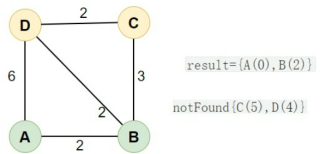 2
D
C
6
3
result={A(0),B(2)}
notFound{C(5),D(4)}
2
A
B
2